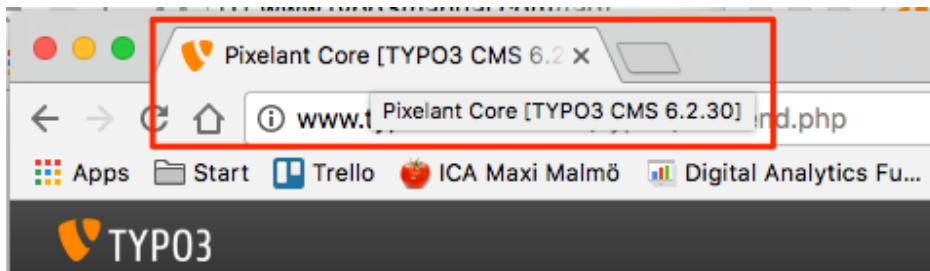 Pixelant Core [TYPO3 CMS 6.2
www.t
Pixelant Core [TYPO3 CMS 6.2.30]
end.php
Apps Start Trello ICA Maxi Malmö Digital Analytics Fu...
TYPO3